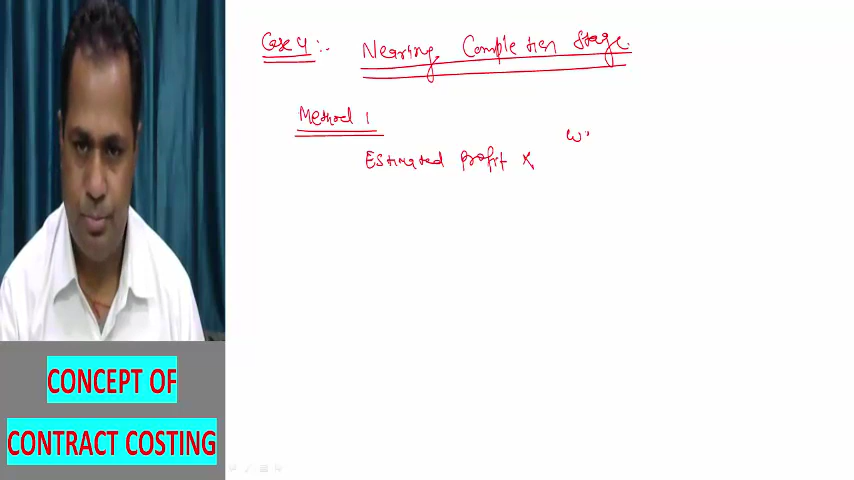 Case 4:-
Nearing Completion Stage.
Method 1
Estimated profit x w.
CONCEPT OF
CONTRACT COSTING